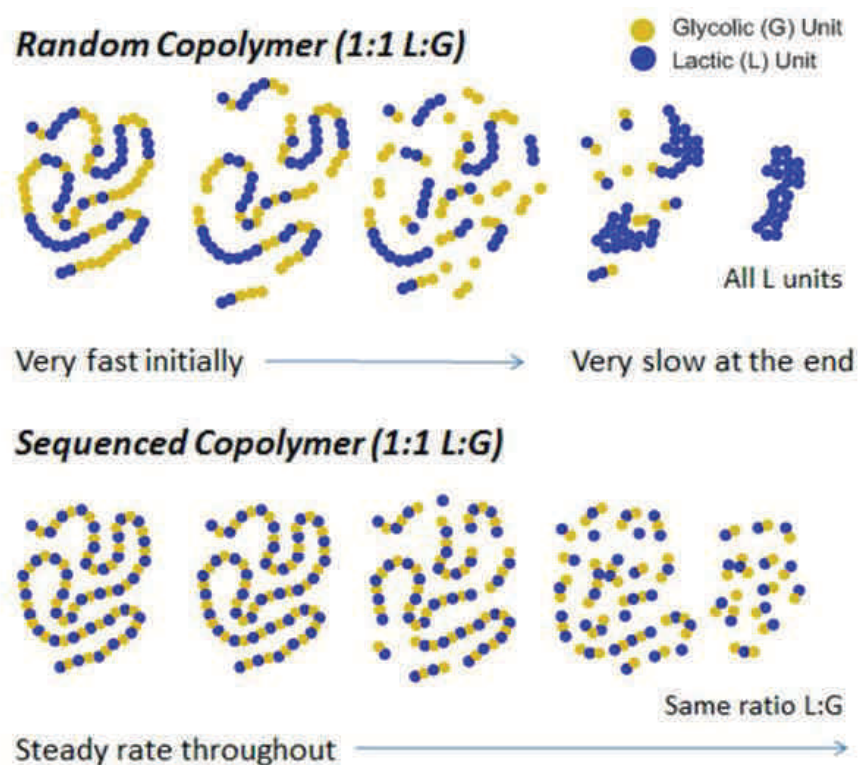 Random Copolymer (1:1 L:G)
Glycolic (G) Unit
Lactic (L) Unit
All L units
Very fast initially
Very slow at the end
Sequenced Copolymer (1:1 L:G)
Same ratio L:G
Steady rate throughout